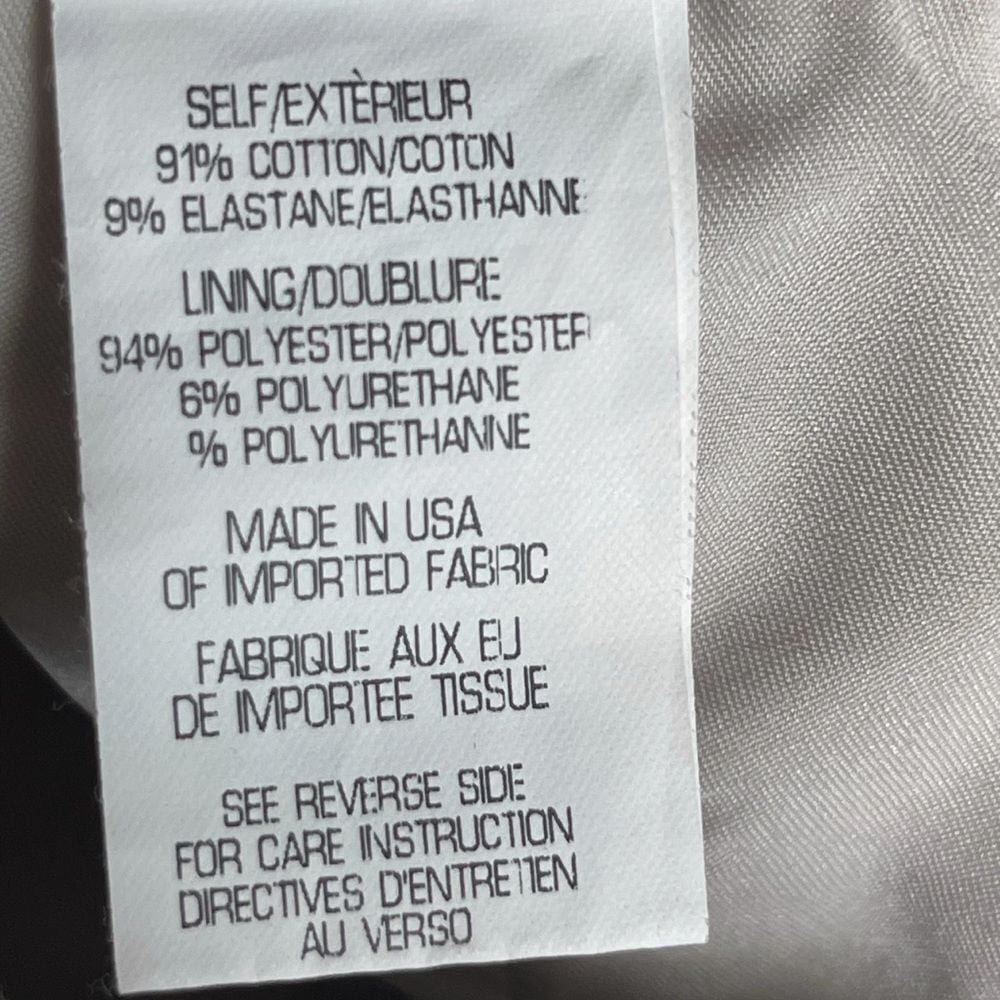 SELF/EXTÈRIEUR
91% COTTON/COTON
9% ELASTANE/ELASTHANNE
LINING/DOUBLURE
94% POLYESTER/POLYESTER
6% POLYURETHANE
% POLYURETHANNE
MADE IN USA
OF IMPORTED FABRIC
FABRIQUE AUX EU
DE IMPORTEE TISSUE
SEE REVERSE SIDE
FOR CARE INSTRUCTION
DIRECTIVES D'ENTRETIEN
AU VERSO